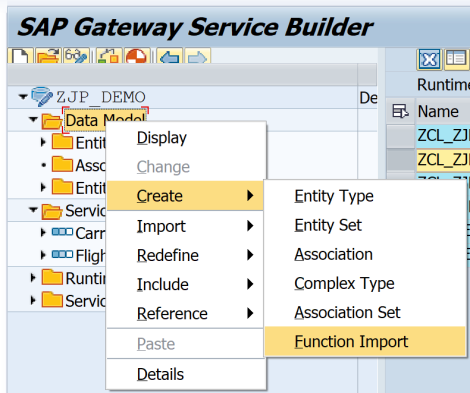 SAP Gateway Service Builder
ZJP_DEMO
De
Data Model
Entit
Asso
Entit
Servic
Carr
Fligh
Runti
Servic
Display
Change
Create
Import
Redefine
Include
Reference
Paste
Details
Entity Type
Entity Set
Association
Complex Type
Association Set
Function Import
Runtime
Name
ZCL_ZJ
ZCL_ZJ